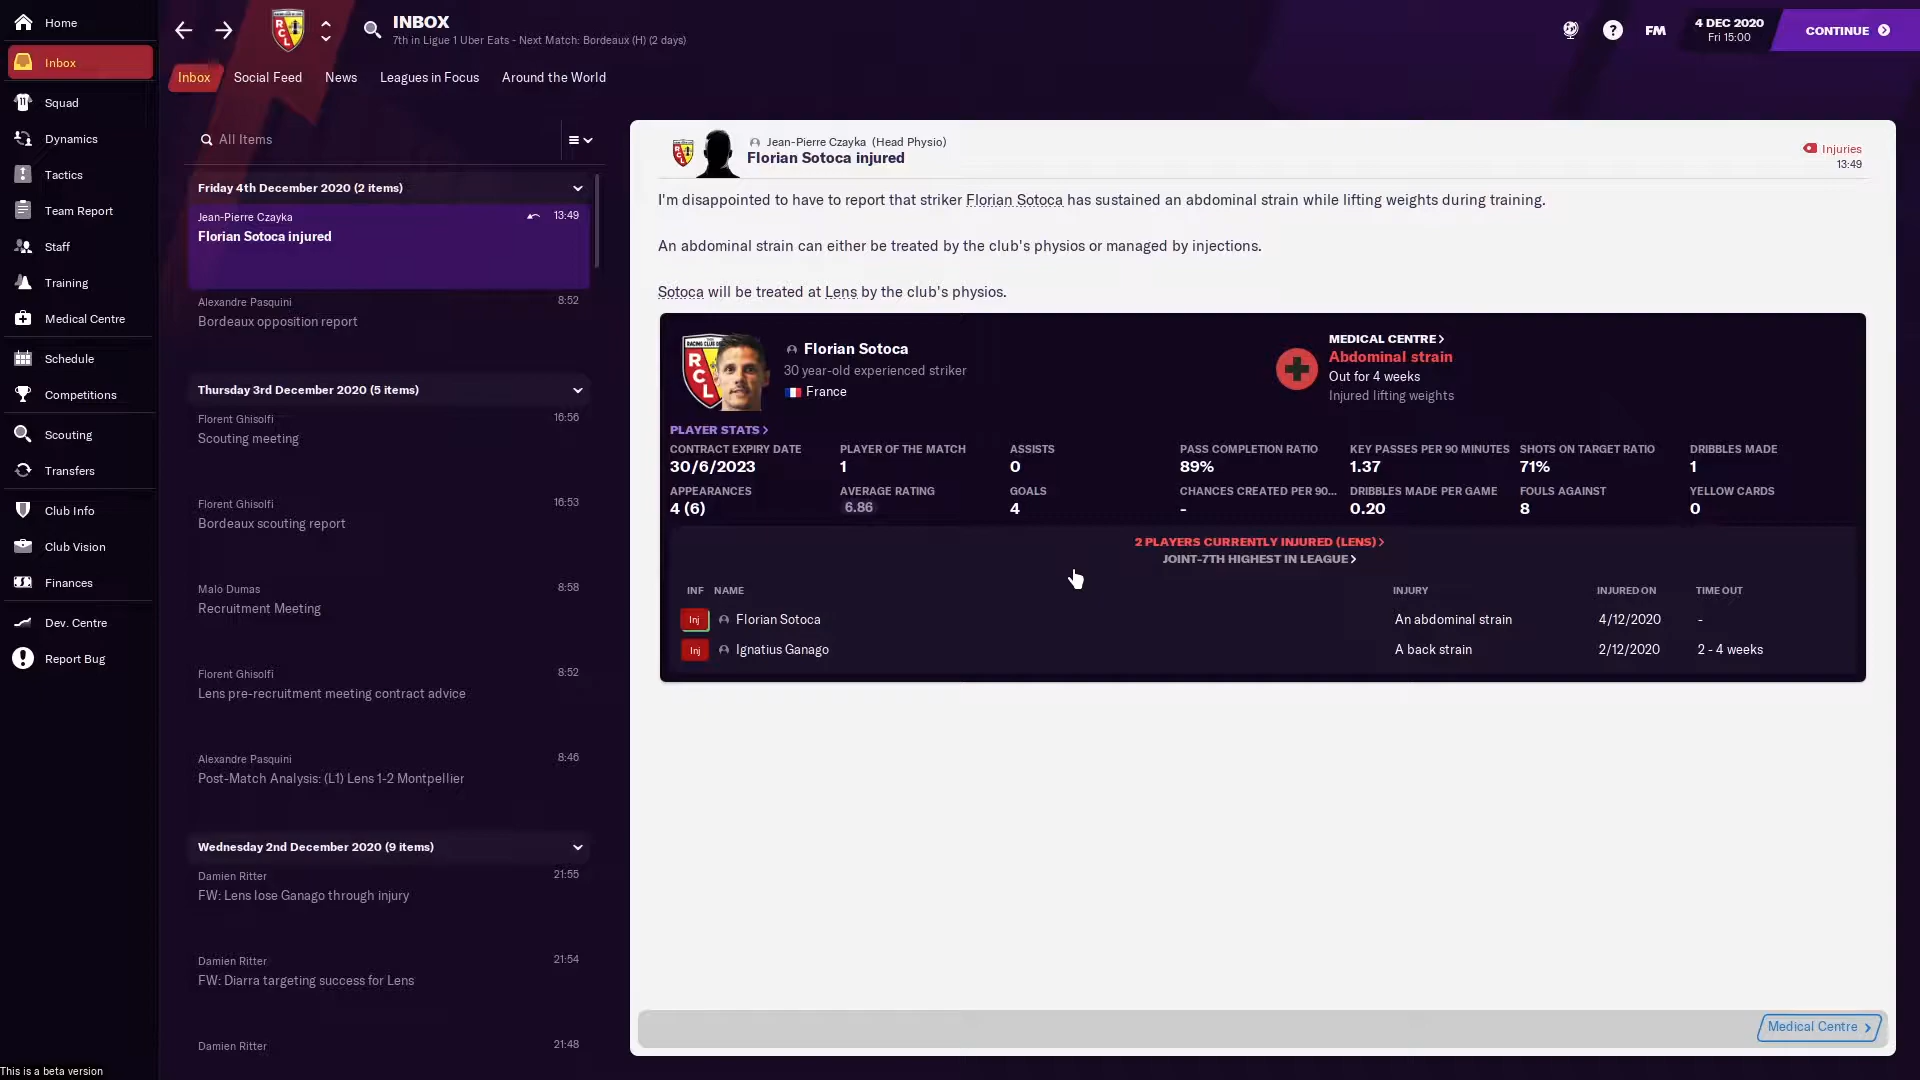 Home
Inbox
Squad
Dynamics
Tactics
Team Report
Staff
Training
Medical Centre
Schedule
Competitions
Scouting
Transfers
Club Info
Club Vision
Finances
Dev. Centre
Report Bug
This is a beta version
INBOX
7th in Ligue 1 Uber Eats - Next Match: Bordeaux (H) (2 days)
FM
4 DEC 2020
Fri 15:00
CONTINUE
Inbox Social Feed News Leagues in Focus Around the World
All Items
Friday 4th December 2020 (2 items)
Jean-Pierre Czayka 13:49
Florian Sotoca injured
Alexandre Pasquini 8:52
Bordeaux opposition report
Thursday 3rd December 2020 (5 items)
Florent Ghisolfi 16:56
Scouting meeting
Florent Ghisolfi 16:53
Bordeaux scouting report
Malo Dumas 8:58
Recruitment Meeting
Florent Ghisolfi 8:52
Lens pre-recruitment meeting contract advice
Alexandre Pasquini 8:46
Post-Match Analysis: (L1) Lens 1-2 Montpellier
Wednesday 2nd December 2020 (9 items)
Damien Ritter 21:55
FW: Lens lose Ganago through injury
Damien Ritter 21:54
FW: Diarra targeting success for Lens
Damien Ritter 21:48
Jean-Pierre Czayka (Head Physio)
Florian Sotoca injured
Injuries
13:49
I'm disappointed to have to report that striker Florian Sotoca has sustained an abdominal strain while lifting weights during training.
An abdominal strain can either be treated by the club's physios or managed by injections.
Sotoca will be treated at Lens by the club's physios.
Florian Sotoca
30 year-old experienced striker
France
MEDICAL CENTRE
Abdominal strain
Out for 4 weeks
Injured lifting weights
PLAYER STATS
CONTRACT EXPIRY DATE PLAYER OF THE MATCH ASSISTS PASS COMPLETION RATIO KEY PASSES PER 90 MINUTES SHOTS ON TARGET RATIO DRIBBLES MADE
30/6/2023 1 0 89% 1.37 71% 1
APPEARANCES AVERAGE RATING GOALS CHANCES CREATED PER 90... DRIBBLES MADE PER GAME FOULS AGAINST YELLOW CARDS
4 (6) 6.86 4 - 0.20 8 0
2 PLAYERS CURRENTLY INJURED (LENS)
JOINT-7TH HIGHEST IN LEAGUE
INF NAME INJURY INJURED ON TIME OUT
Inj Florian Sotoca An abdominal strain 4/12/2020 -
Inj Ignatius Ganago A back strain 2/12/2020 2 - 4 weeks
Medical Centre